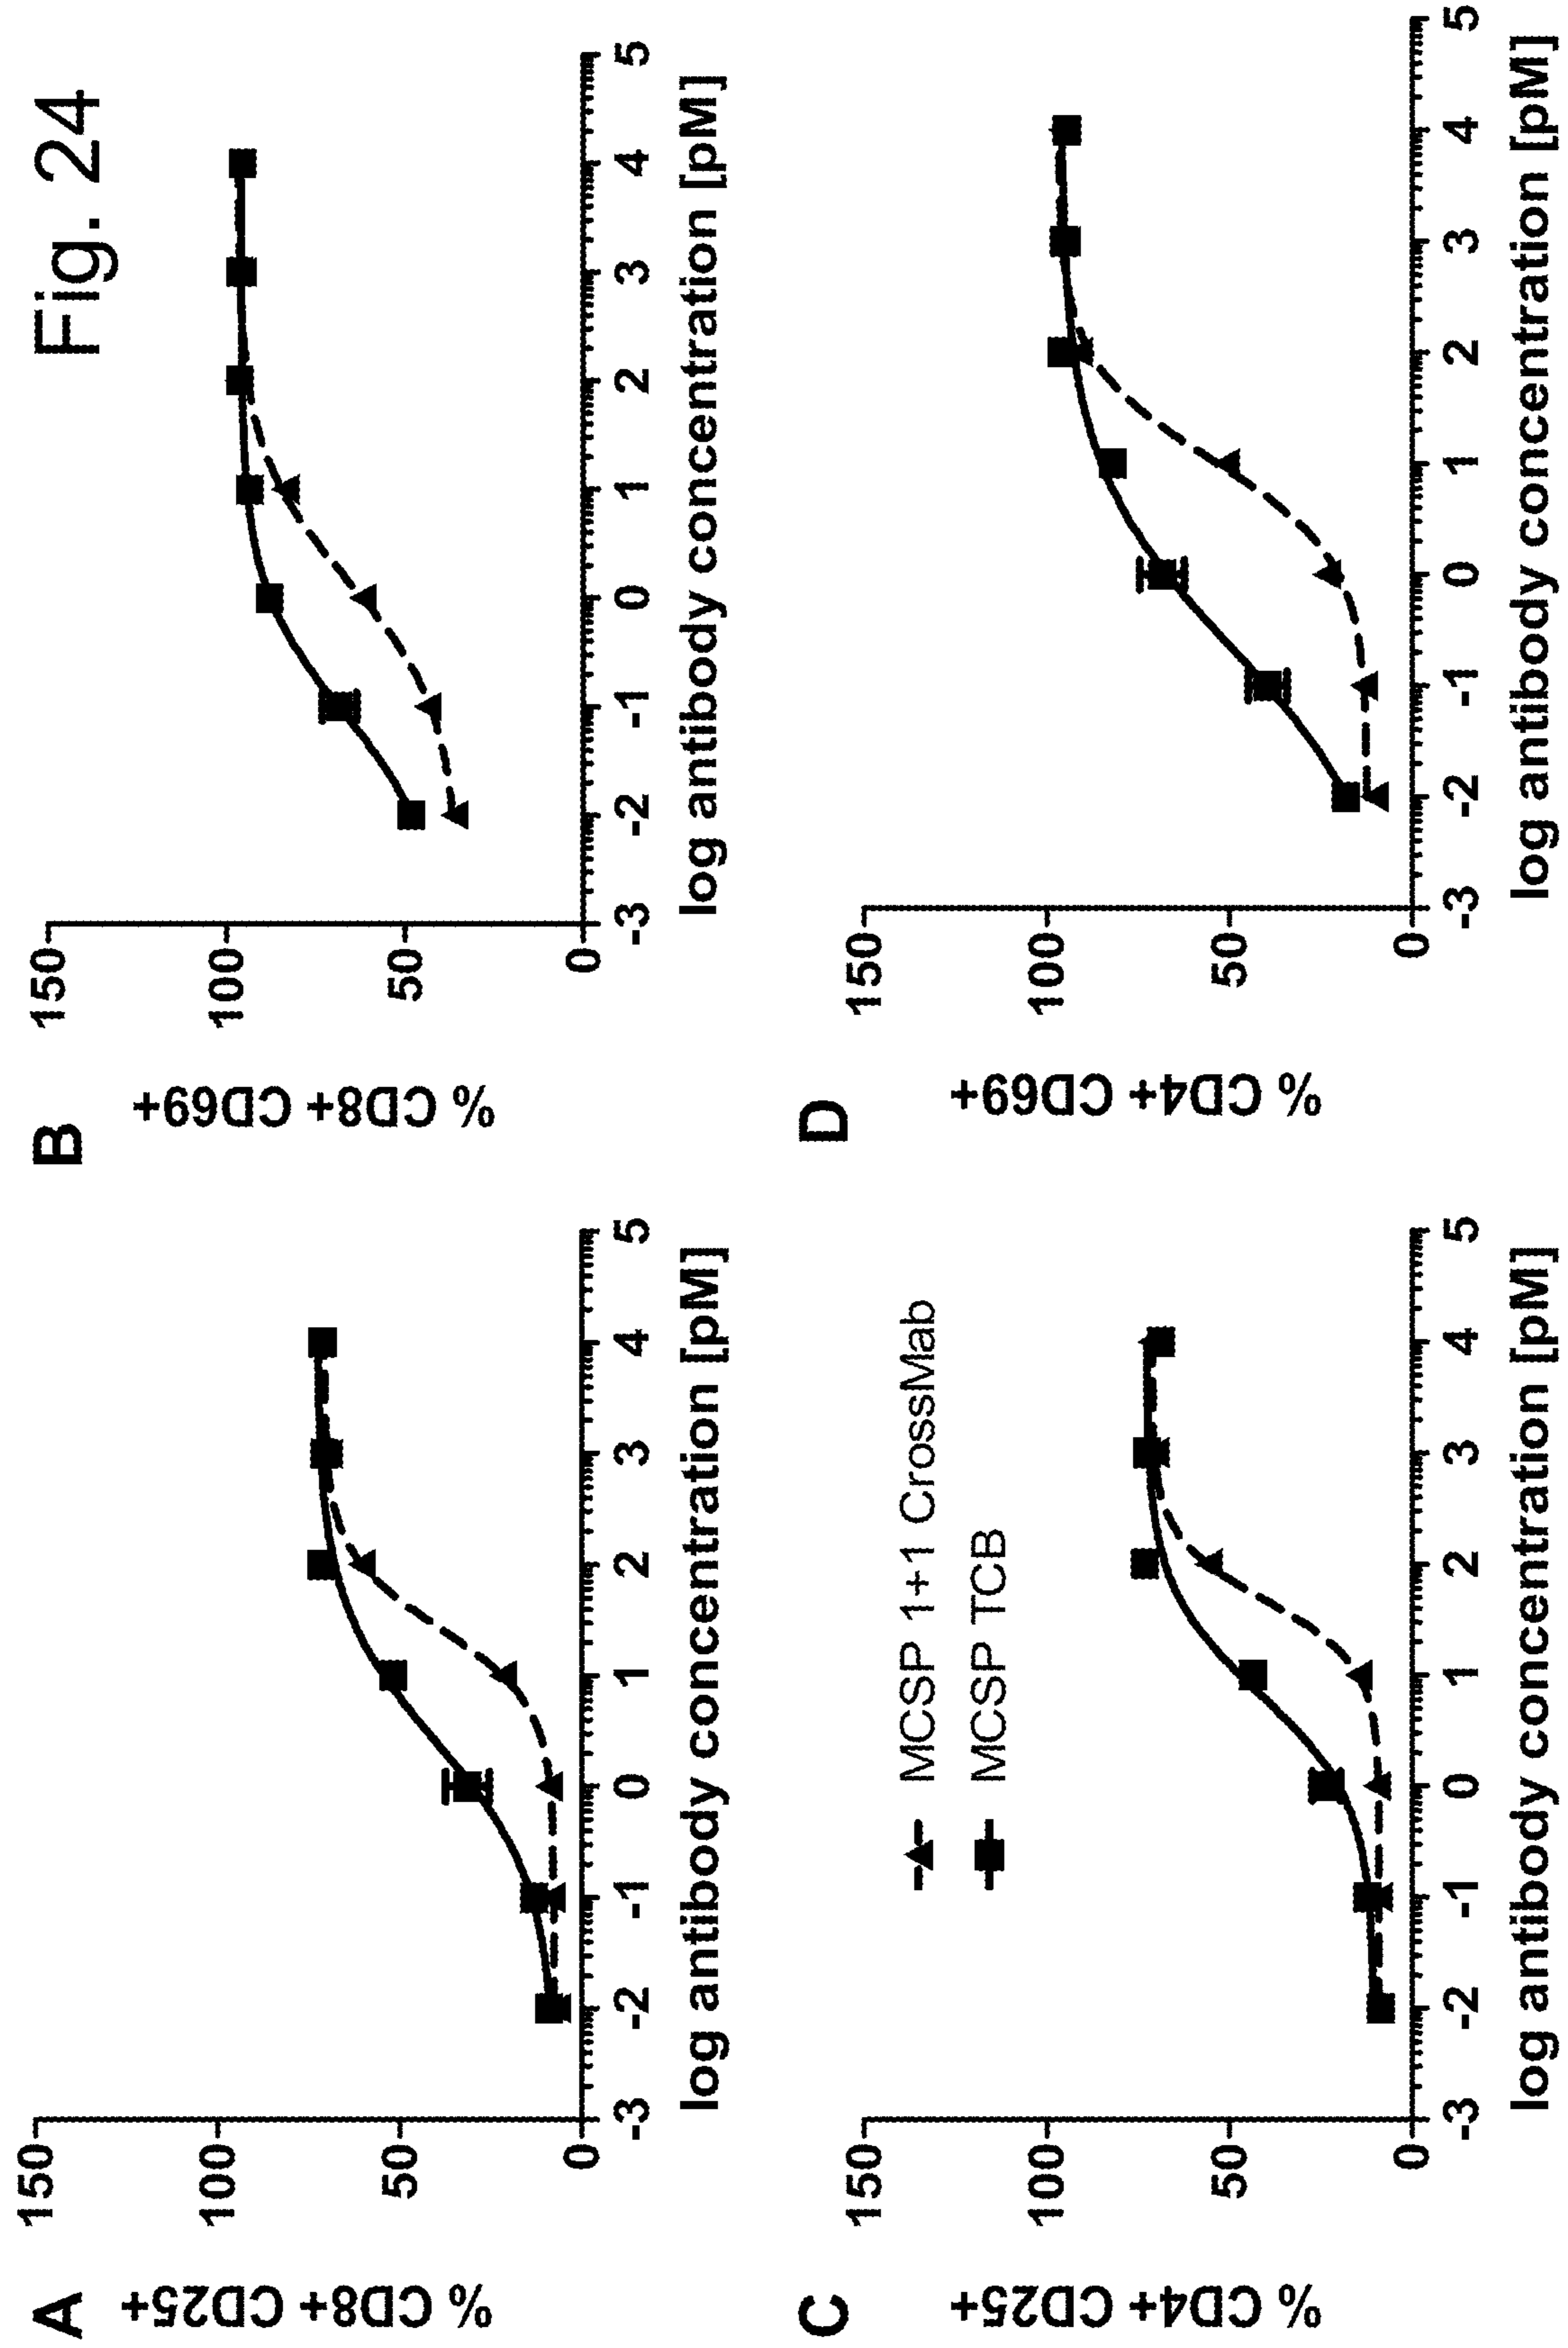 Fig. 24
A
% CD8+ CD25+
150
100
50
0
-3 -2 -1 0 1 2 3 4 5
log antibody concentration [pM]
B
% CD8+ CD69+
150
100
50
0
-3 -2 -1 0 1 2 3 4 5
log antibody concentration [pM]
MCSP 1+1 CrossMab
MCSP TCB
C
% CD4+ CD25+
150
100
50
0
-3 -2 -1 0 1 2 3 4 5
log antibody concentration [pM]
D
% CD4+ CD69+
150
100
50
0
-3 -2 -1 0 1 2 3 4 5
log antibody concentration [pM]